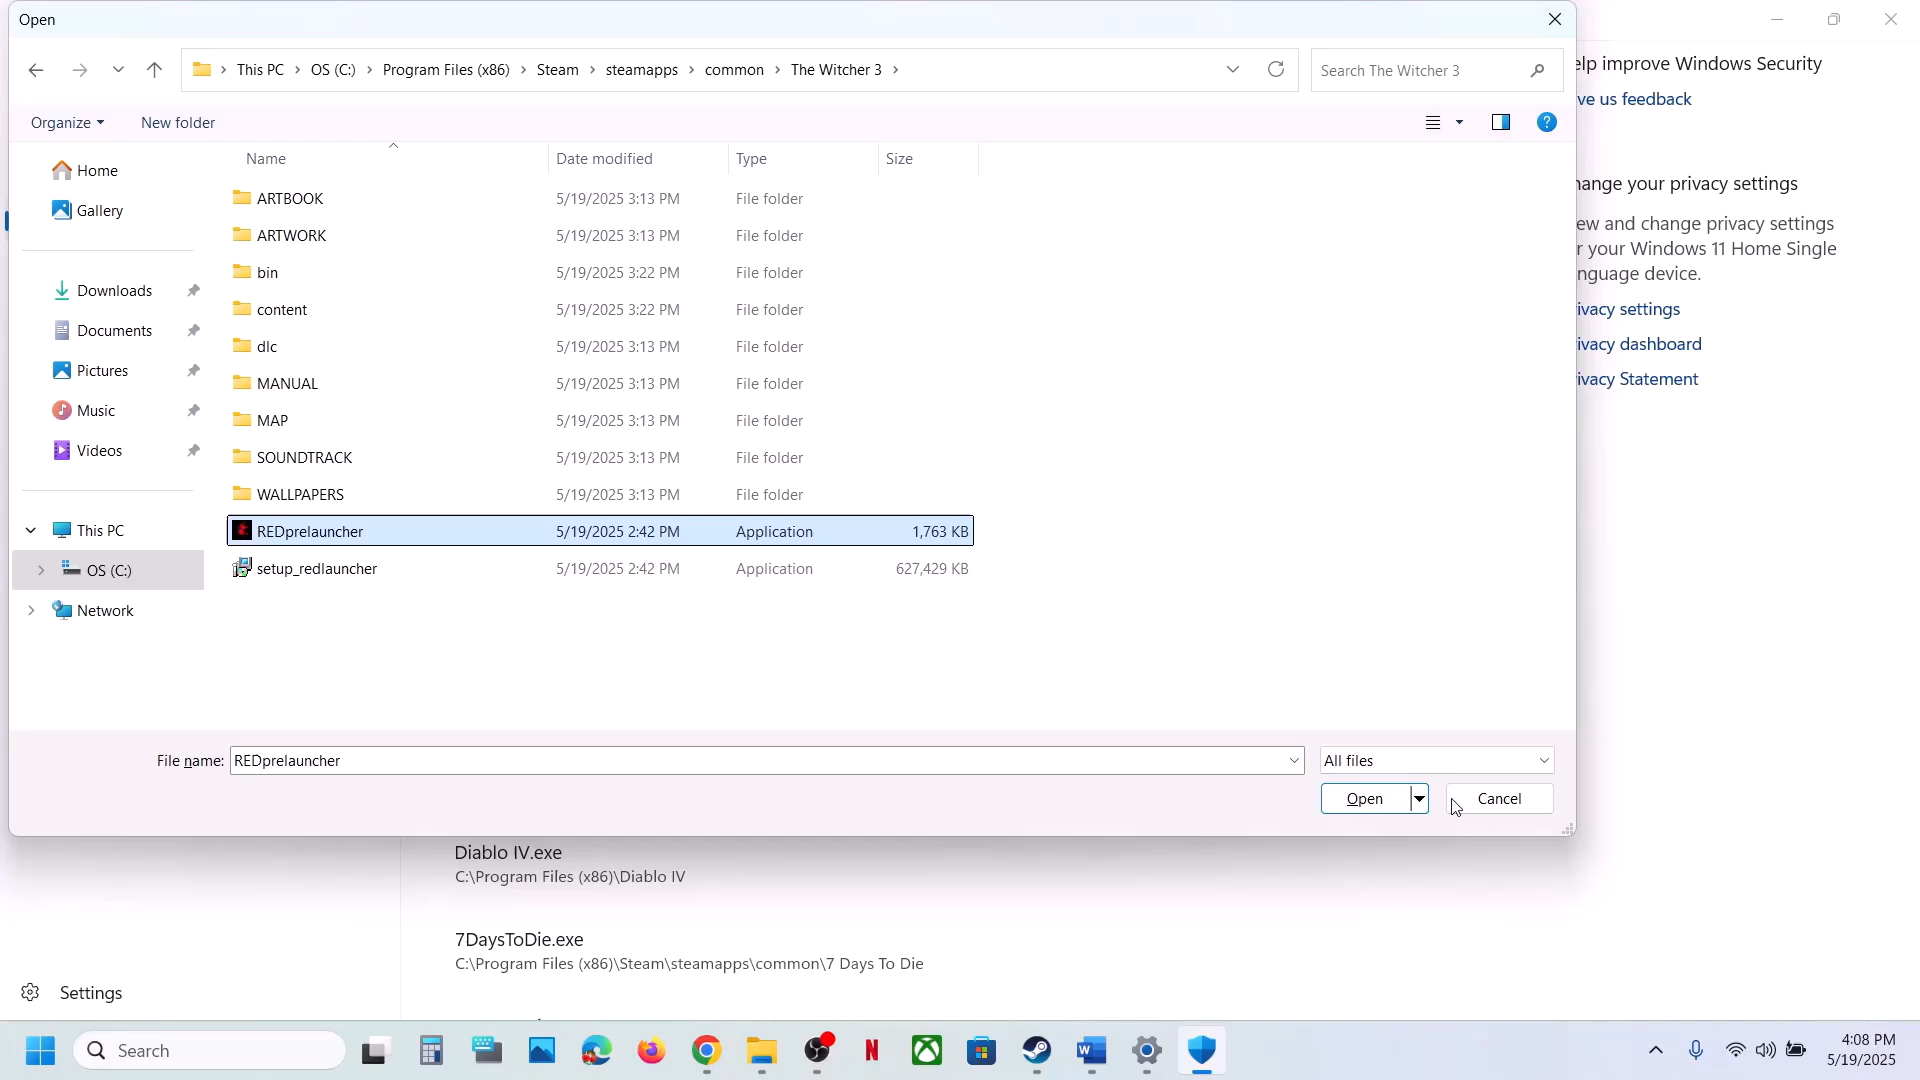 Open
This PC > OS (C:) > Program Files (x86) > Steam > steamapps > common > The Witcher 3 >
Search The Witcher 3
Organize
New folder
Name
Date modified
Type
Size
Home
Gallery
Downloads
Documents
Pictures
Music
Videos
This PC
OS (C:)
Network
ARTBOOK 5/19/2025 3:13 PM File folder
ARTWORK 5/19/2025 3:13 PM File folder
bin 5/19/2025 3:22 PM File folder
content 5/19/2025 3:22 PM File folder
dlc 5/19/2025 3:13 PM File folder
MANUAL 5/19/2025 3:13 PM File folder
MAP 5/19/2025 3:13 PM File folder
SOUNDTRACK 5/19/2025 3:13 PM File folder
WALLPAPERS 5/19/2025 3:13 PM File folder
REDprelauncher 5/19/2025 2:42 PM Application 1,763 KB
setup_redlauncher 5/19/2025 2:42 PM Application 627,429 KB
File name: REDprelauncher
All files
Open
Cancel
elp improve Windows Security
ve us feedback
hange your privacy settings
ew and change privacy settings
r your Windows 11 Home Single
nguage device.
ivacy settings
ivacy dashboard
ivacy Statement
Diablo IV.exe
C:\Program Files (x86)\Diablo IV
7DaysToDie.exe
C:\Program Files (x86)\Steam\steamapps\common\7 Days To Die
Settings
Search
4:08 PM
5/19/2025